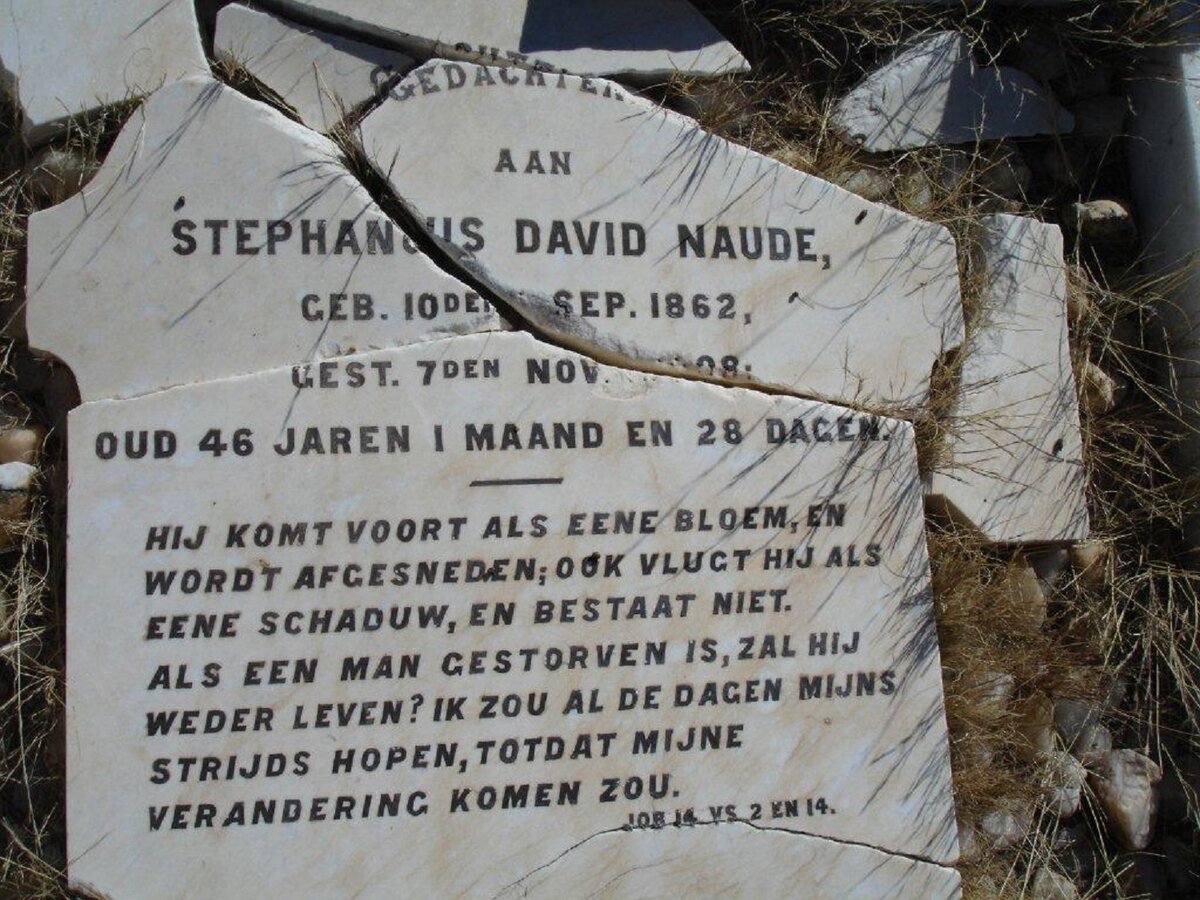 GEDACHTEN
AAN
STEPHANUS DAVID NAUDE,
GEB. 10DEN SEP. 1862,
GEST. 7DEN NOV. 08:
OUD 46 JAREN 1 MAAND EN 28 DAGEN.
HIJ KOMT VOORT ALS EENE BLOEM, EN
WORDT AFGESNEDEN; OOK VLUGT HIJ ALS
EENE SCHADUW, EN BESTAAT NIET.
ALS EEN MAN GESTORVEN IS, ZAL HIJ
WEDER LEVEN? IK ZOU AL DE DAGEN MIJNS
STRIJDS HOPEN, TOTDAT MIJNE
VERANDERING KOMEN ZOU.
JOB 14. VS 2 EN 14.